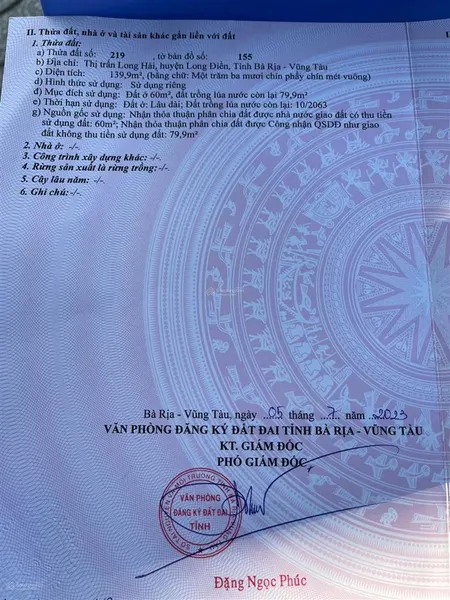 II. Thửa đất, nhà ở và tài sản khác gắn liền với đất
1. Thửa đất:
a) Thửa đất số: 219, tờ bản đồ số: 155
b) Địa chỉ: Thị trấn Long Hải, huyện Long Điền, Tỉnh Bà Rịa – Vũng Tàu
c) Diện tích: 139,9m², (bằng chữ: Một trăm ba mươi chín phẩy chín mét vuông)
d) Hình thức sử dụng: Sử dụng riêng
đ) Mục đích sử dụng: Đất ở 60m², đất trồng lúa nước còn lại 79,9m²
e) Thời hạn sử dụng: Đất ở: Lâu dài; Đất trồng lúa nước còn lại: 10/2063
g) Nguồn gốc sử dụng: Nhận thỏa thuận phân chia đất được nhà nước giao đất có thu tiền
sử dụng đất: 60m²; Nhận thỏa thuận phân chia đất được Công nhận QSDĐ như giao
đất không thu tiền sử dụng đất: 79,9m²
2. Nhà ở: -/-
3. Công trình xây dựng khác: -/-
4. Rừng sản xuất là rừng trồng: -/-
5. Cây lâu năm: -/-
6. Ghi chú: -/-
Bà Rịa - Vũng Tàu, ngày ..05.. tháng ..7.. năm ..2023
VĂN PHÒNG ĐĂNG KÝ ĐẤT ĐAI TỈNH BÀ RỊA – VŨNG TÀU
KT. GIÁM ĐỐC
PHÓ GIÁM ĐỐC
VĂN PHÒNG
ĐĂNG KÝ ĐẤT ĐAI
TỈNH
Đặng Ngọc Phúc